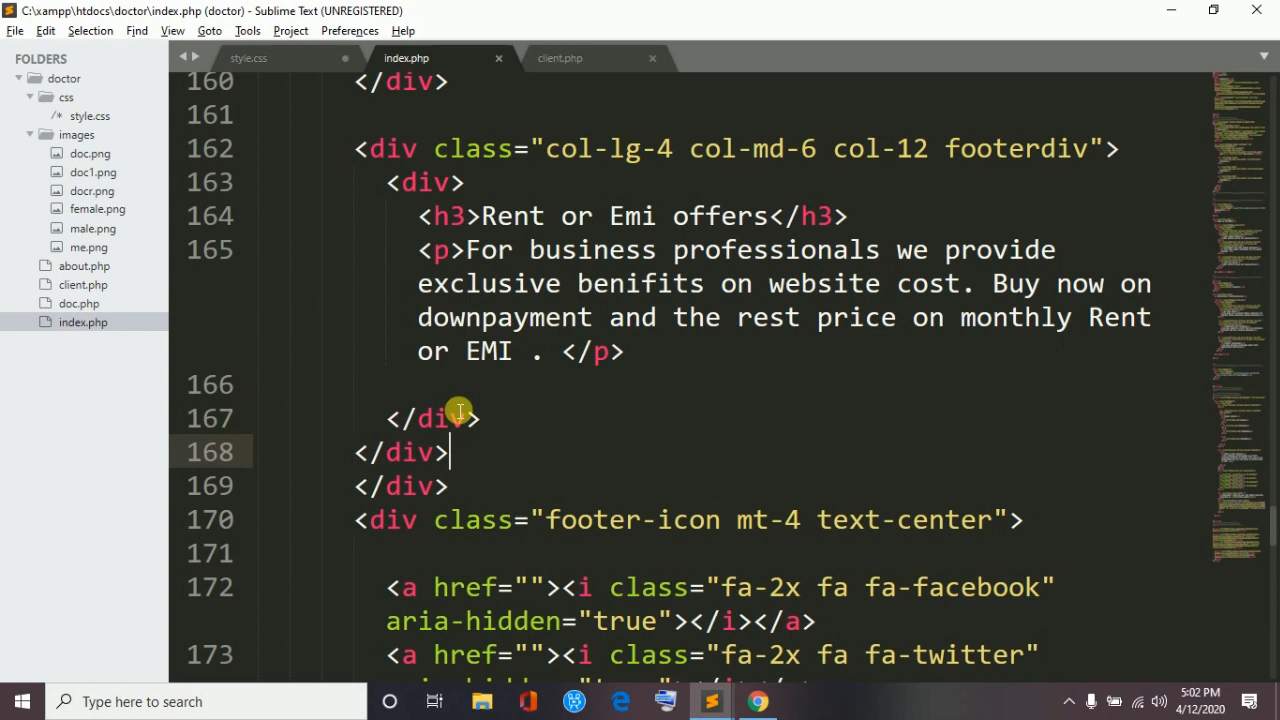 C:\xampp\htdocs\doctor\index.php (doctor) - Sublime Text (UNREGISTERED)
File Edit Selection Find View Goto Tools Project Preferences Help
FOLDERS
doctor
css
/* style.css
images
doc.png
doc1.png
docr.png
female.png
male.png
me.png
about.php
client.php
doc.php
index.php
style.css index.php client.php
160 </div>
161
162 <div class="col-lg-4 col-md-6 col-12 footerdiv">
163 <div>
164 <h3>Rent or Emi offers</h3>
165 <p>For business professionals we provide
exclusive benifits on website cost. Buy now on
downpayment and the rest price on monthly Rent
or EMI . </p>
166
167 </div>
168 </div>
169 </div>
170 <div class="footer-icon mt-4 text-center">
171
172 <a href=""><i class="fa-2x fa fa-facebook"
aria-hidden="true"></i></a>
173 <a href=""><i class="fa-2x fa fa-twitter"
Type here to search
5:02 PM
4/12/2020